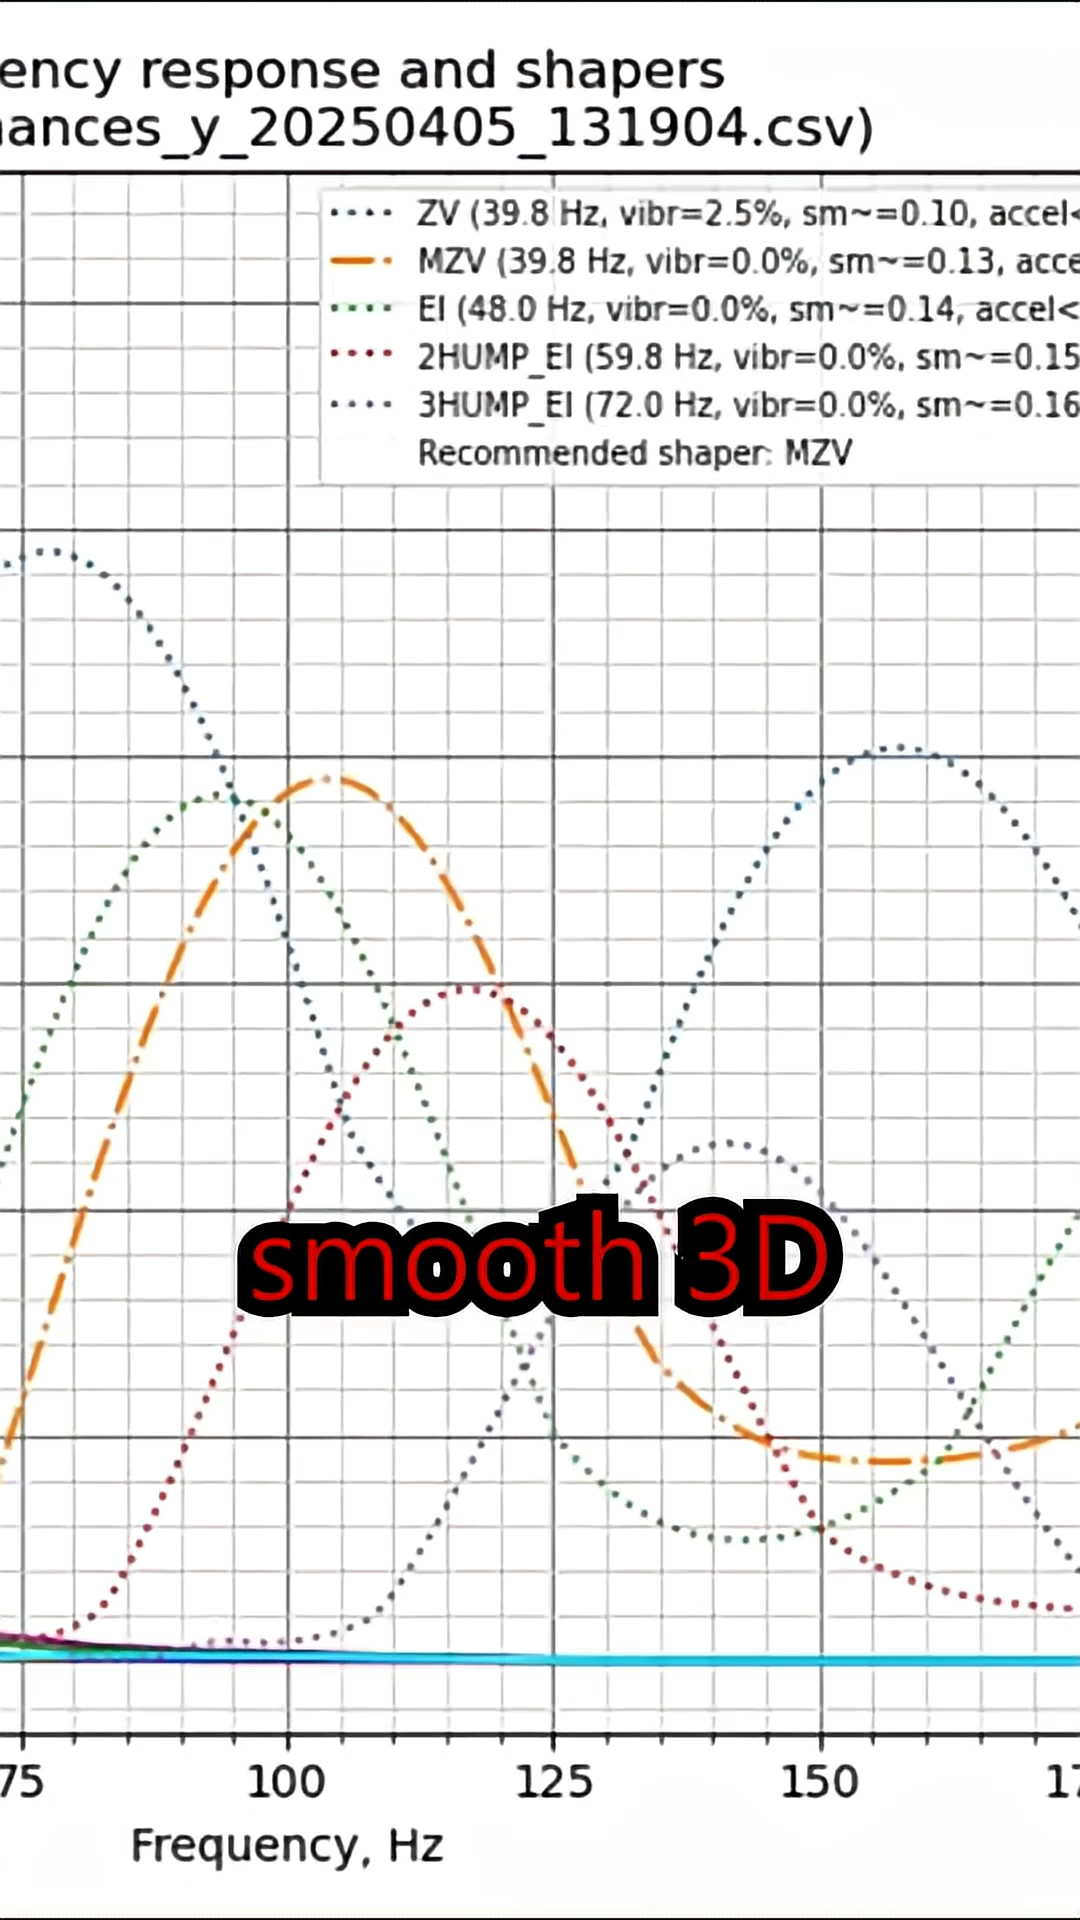 ency response and shapers
ances_y_20250405_131904.csv)
ZV (39.8 Hz, vibr=2.5%, sm~=0.10, accel<
MZV (39.8 Hz, vibr=0.0%, sm~=0.13, acce
EI (48.0 Hz, vibr=0.0%, sm~=0.14, accel<
2HUMP_EI (59.8 Hz, vibr=0.0%, sm~=0.15
3HUMP_EI (72.0 Hz, vibr=0.0%, sm~=0.16
Recommended shaper: MZV
smooth 3D
75 100 125 150 17
Frequency, Hz